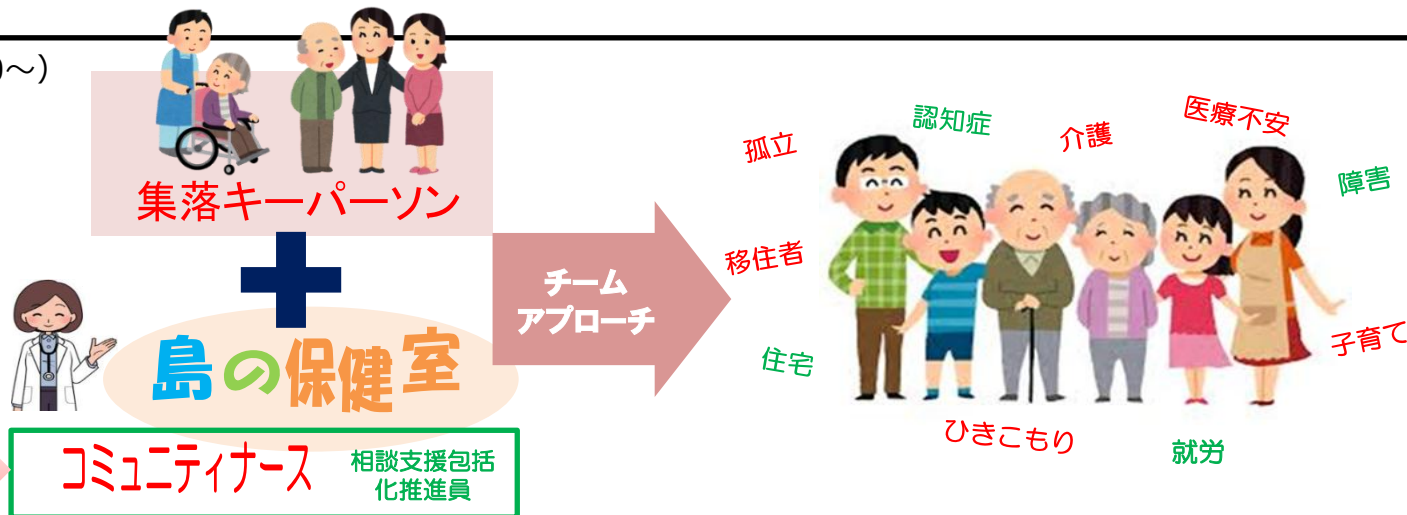 )～)
集落キーパーソン
島の保健室
コミュニティナース
相談支援包括
化推進員
チーム
アプローチ
孤立
認知症
介護
医療不安
障害
移住者
住宅
子育て
ひきこもり
就労